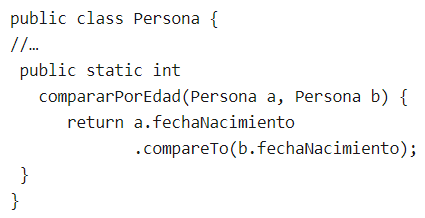 public class Persona {
//…
public static int
compararPorEdad(Persona a, Persona b) {
return a.fechaNacimiento
.compareTo(b.fechaNacimiento);
}
}